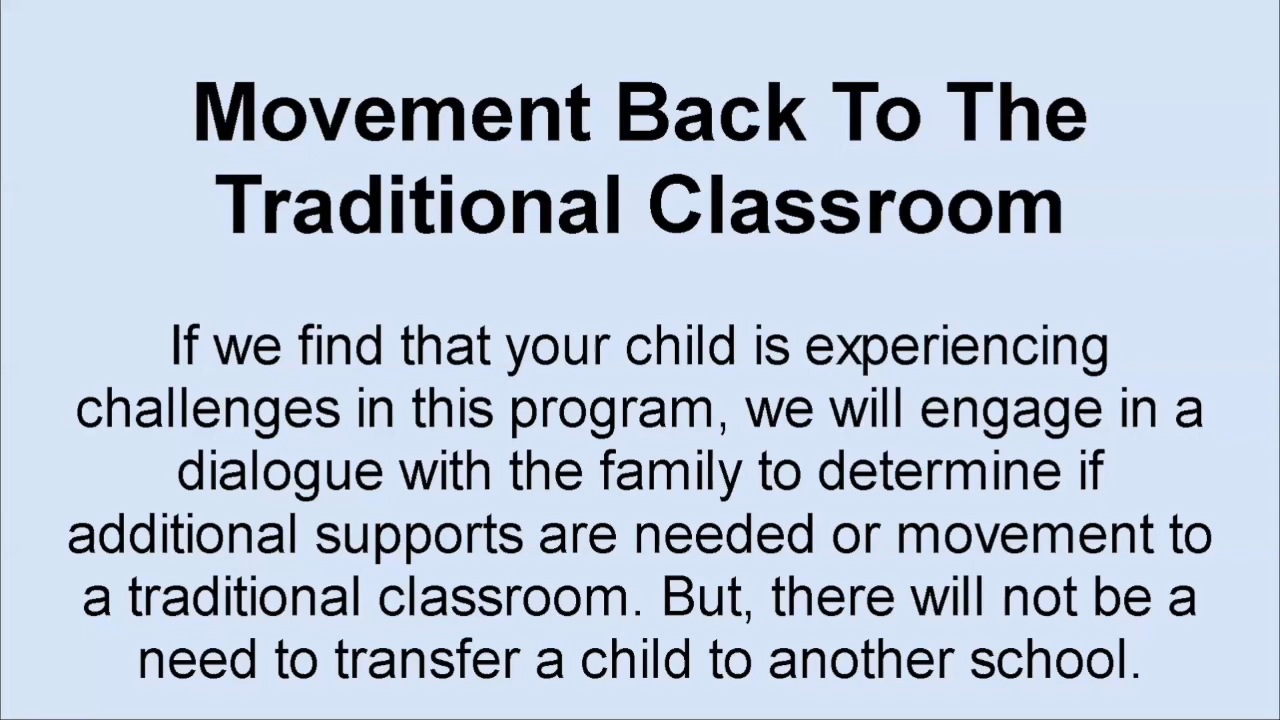 Movement Back To The
Traditional Classroom
If we find that your child is experiencing
challenges in this program, we will engage in a
dialogue with the family to determine if
additional supports are needed or movement to
a traditional classroom. But, there will not be a
need to transfer a child to another school.